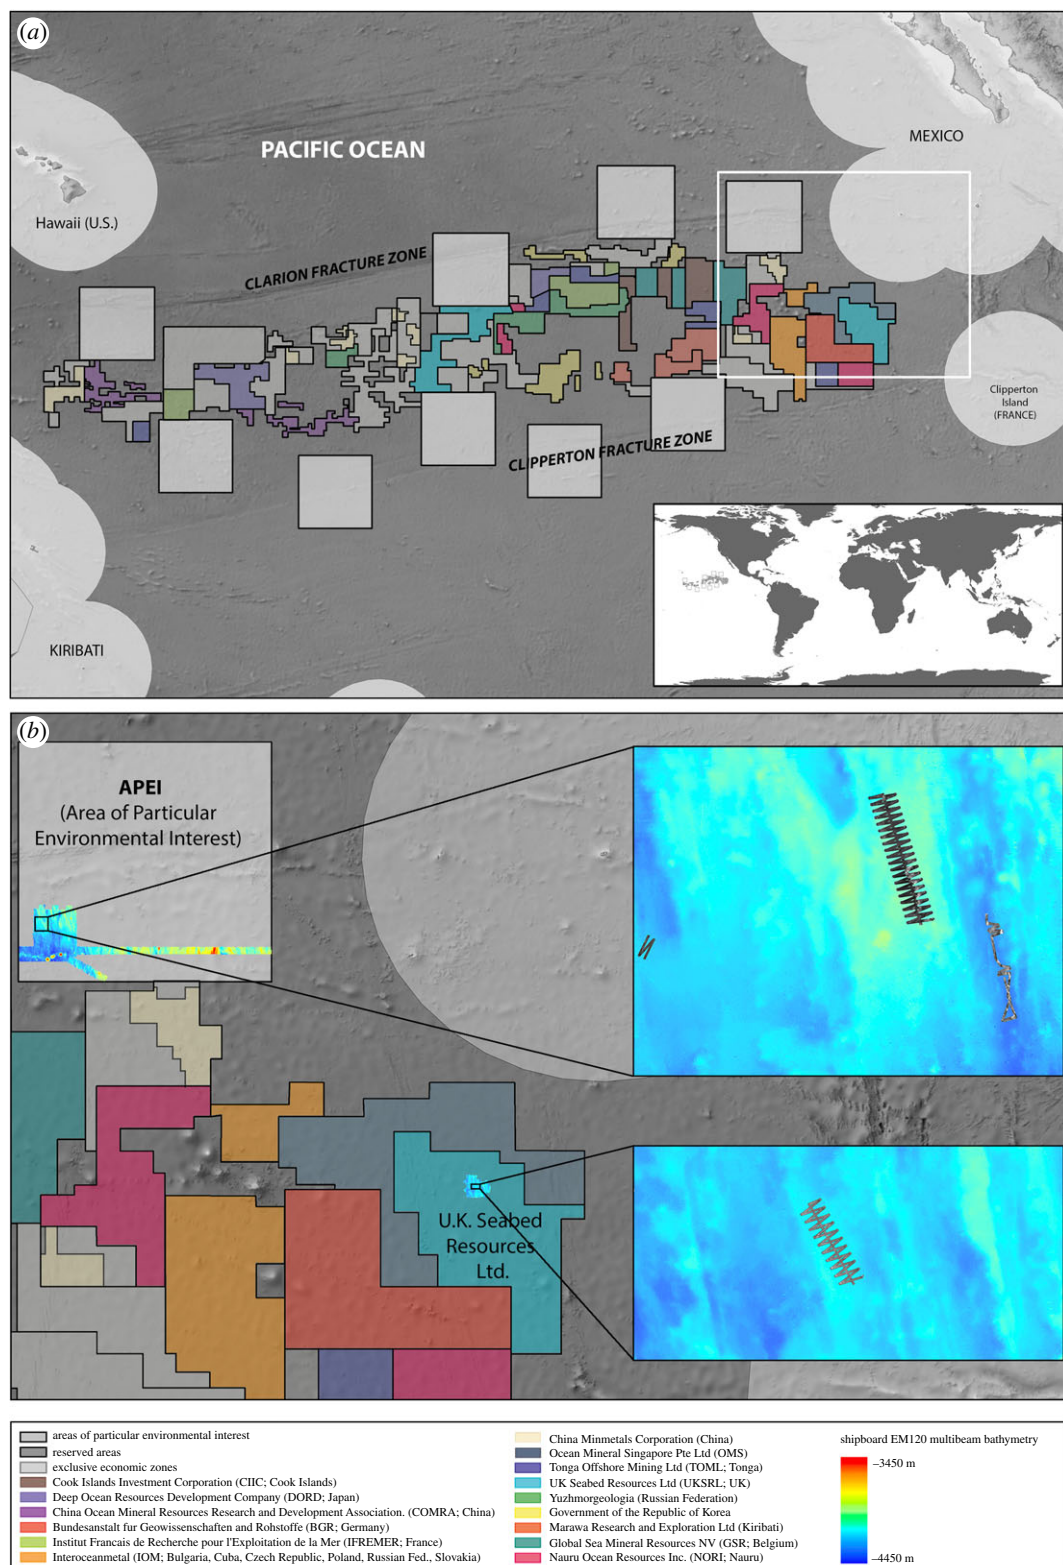 (a)
PACIFIC OCEAN
MEXICO
Hawaii (U.S.)
CLARION FRACTURE ZONE
Clipperton
Island
(FRANCE)
CLIPPERTON FRACTURE ZONE
KIRIBATI
(b)
APEI
(Area of Particular
Environmental Interest)
U.K. Seabed
Resources
Ltd.
areas of particular environmental interest
reserved areas
exclusive economic zones
Cook Islands Investment Corporation (CIIC; Cook Islands)
Deep Ocean Resources Development Company (DORD; Japan)
China Ocean Mineral Resources Research and Development Association. (COMRA; China)
Bundesanstalt fur Geowissenschaften and Rohstoffe (BGR; Germany)
Institut Francais de Recherche pour l'Exploitation de la Mer (IFREMER; France)
Interoceanmetal (IOM; Bulgaria, Cuba, Czech Republic, Poland, Russian Fed., Slovakia)
China Minmetals Corporation (China)
Ocean Mineral Singapore Pte Ltd (OMS)
Tonga Offshore Mining Ltd (TOML; Tonga)
UK Seabed Resources Ltd (UKSRL; UK)
Yuzhmorgeologia (Russian Federation)
Government of the Republic of Korea
Marawa Research and Exploration Ltd (Kiribati)
Global Sea Mineral Resources NV (GSR; Belgium)
Nauru Ocean Resources Inc. (NORI; Nauru)
shipboard EM120 multibeam bathymetry
–3450 m
–4450 m